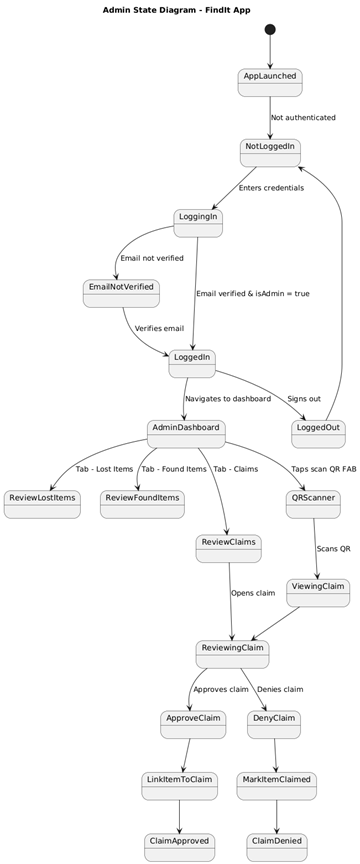 Admin State Diagram - FindIt App
AppLaunched
Not authenticated
NotLoggedIn
Enters credentials
LoggingIn
Email not verified
EmailNotVerified
Email verified & isAdmin = true
Verifies email
LoggedIn
Navigates to dashboard
Signs out
AdminDashboard
LoggedOut
Tab - Lost Items
Tab - Found Items
Tab - Claims
Taps scan QR FAB
ReviewLostItems
ReviewFoundItems
QRScanner
ReviewClaims
Scans QR
ViewingClaim
Opens claim
ReviewingClaim
Approves claim
Denies claim
ApproveClaim
DenyClaim
LinkItemToClaim
MarkItemClaimed
ClaimApproved
ClaimDenied